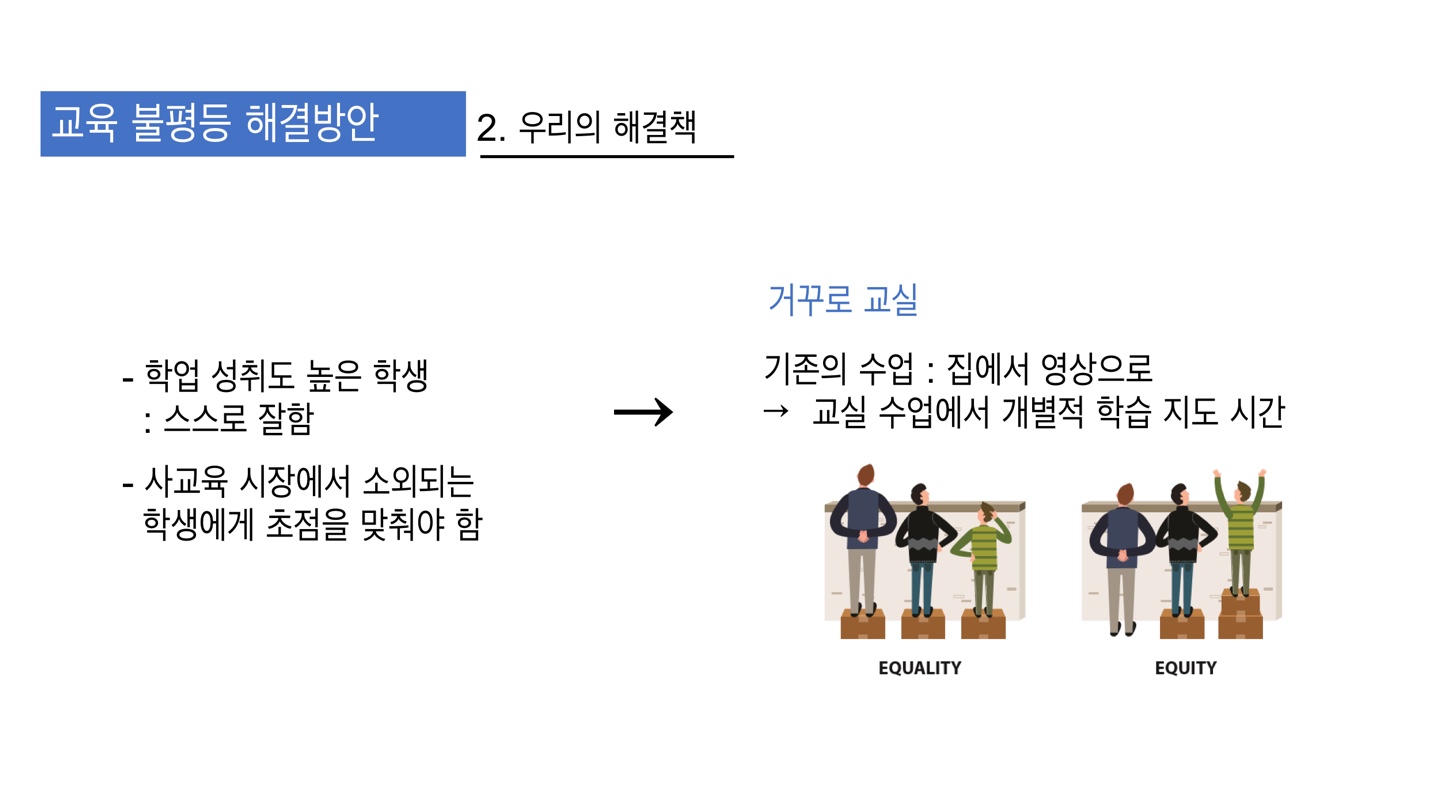 교육 불평등 해결방안
2. 우리의 해결책
- 학업 성취도 높은 학생
: 스스로 잘함
- 사교육 시장에서 소외되는
학생에게 초점을 맞춰야 함
→
거꾸로 교실
기존의 수업 : 집에서 영상으로
→ 교실 수업에서 개별적 학습 지도 시간
EQUALITY
EQUITY